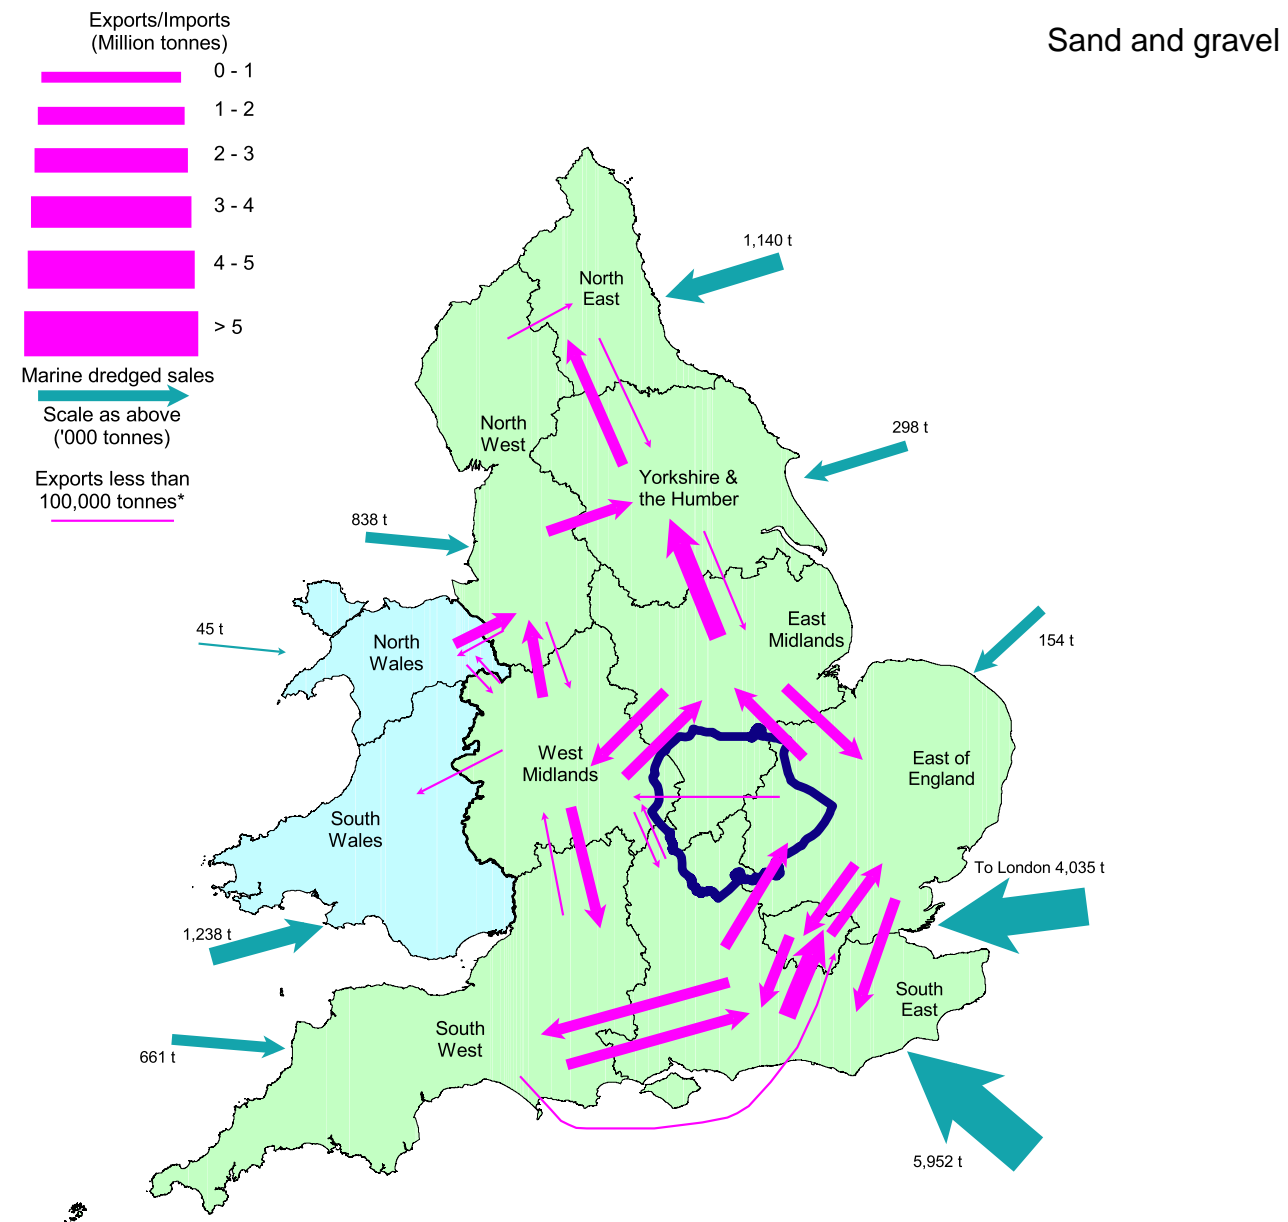 Exports/Imports
(Million tonnes)
Sand and gravel
0 - 1
1 - 2
2 - 3
3 - 4
4 - 5
> 5
Marine dredged sales
Scale as above
('000 tonnes)
Exports less than
100,000 tonnes*
1,140 t
North
East
North
West
298 t
Yorkshire &
the Humber
838 t
45 t
North
Wales
East
Midlands
154 t
West
Midlands
East of
England
South
Wales
To London 4,035 t
1,238 t
South
East
South
West
661 t
5,952 t